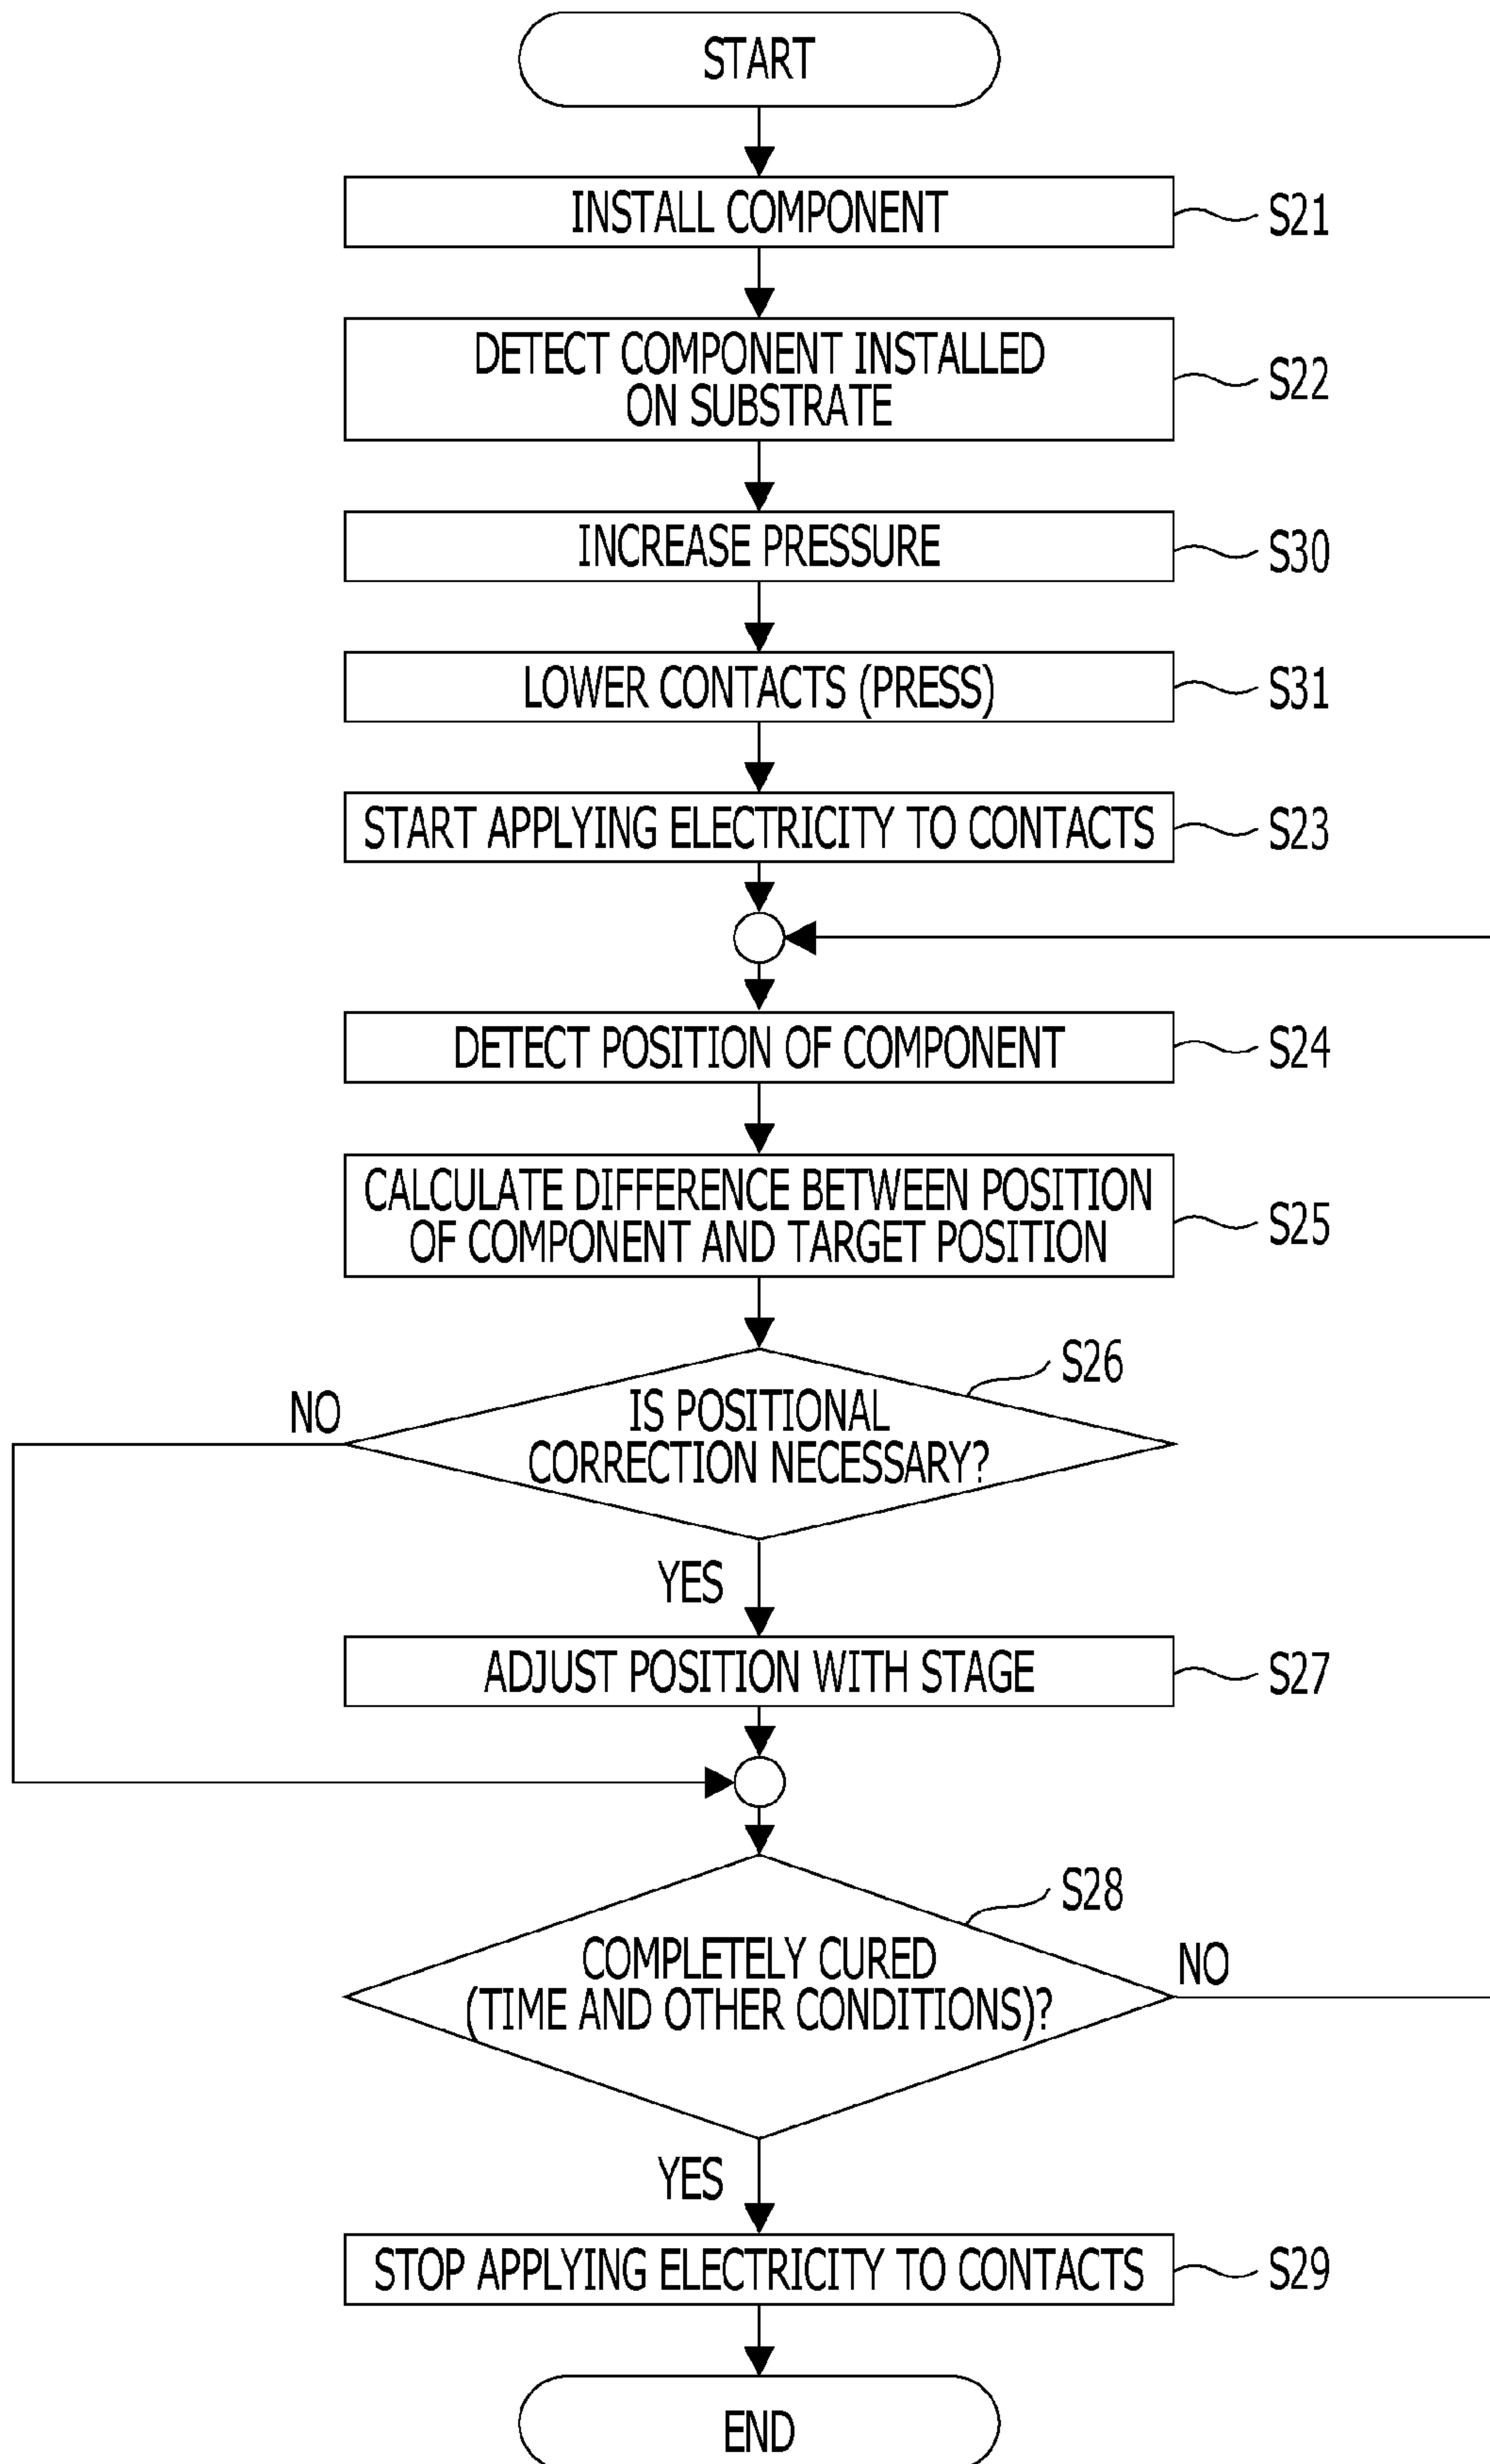 START
INSTALL COMPONENT
S21
DETECT COMPONENT INSTALLED
ON SUBSTRATE
S22
INCREASE PRESSURE
S30
LOWER CONTACTS (PRESS)
S31
START APPLYING ELECTRICITY TO CONTACTS
S23
DETECT POSITION OF COMPONENT
S24
CALCULATE DIFFERENCE BETWEEN POSITION
OF COMPONENT AND TARGET POSITION
S25
S26
NO
IS POSITIONAL
CORRECTION NECESSARY?
YES
ADJUST POSITION WITH STAGE
S27
S28
COMPLETELY CURED
(TIME AND OTHER CONDITIONS)?
NO
YES
STOP APPLYING ELECTRICITY TO CONTACTS
S29
END